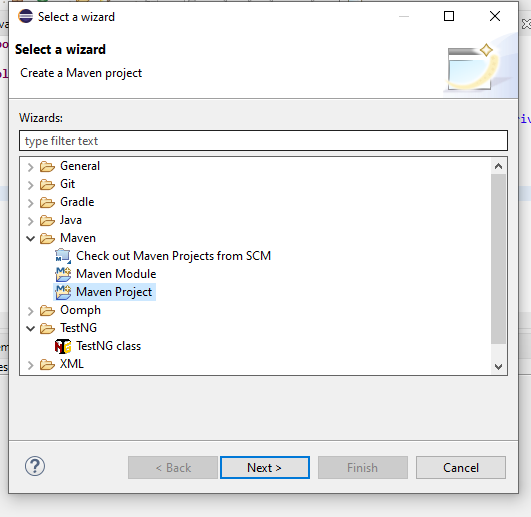 Select a wizard
Select a wizard
Create a Maven project
Wizards:
type filter text
General
Git
Gradle
Java
Maven
Check out Maven Projects from SCM
Maven Module
Maven Project
Oomph
TestNG
TestNG class
XML
?
< Back
Next >
Finish
Cancel